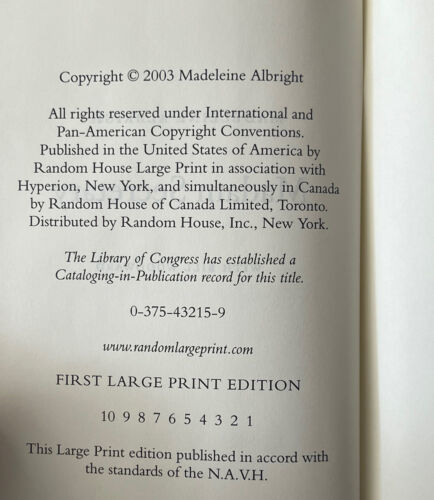 Copyright © 2003 Madeleine Albright
All rights reserved under International and
Pan-American Copyright Conventions.
Published in the United States of America by
Random House Large Print in association with
Hyperion, New York, and simultaneously in Canada
by Random House of Canada Limited, Toronto.
Distributed by Random House, Inc., New York.
The Library of Congress has established a
Cataloging-in-Publication record for this title.
0-375-43215-9
www.randomlargeprint.com
FIRST LARGE PRINT EDITION
10 9 8 7 6 5 4 3 2 1
This Large Print edition published in accord with
the standards of the N.A.V.H.